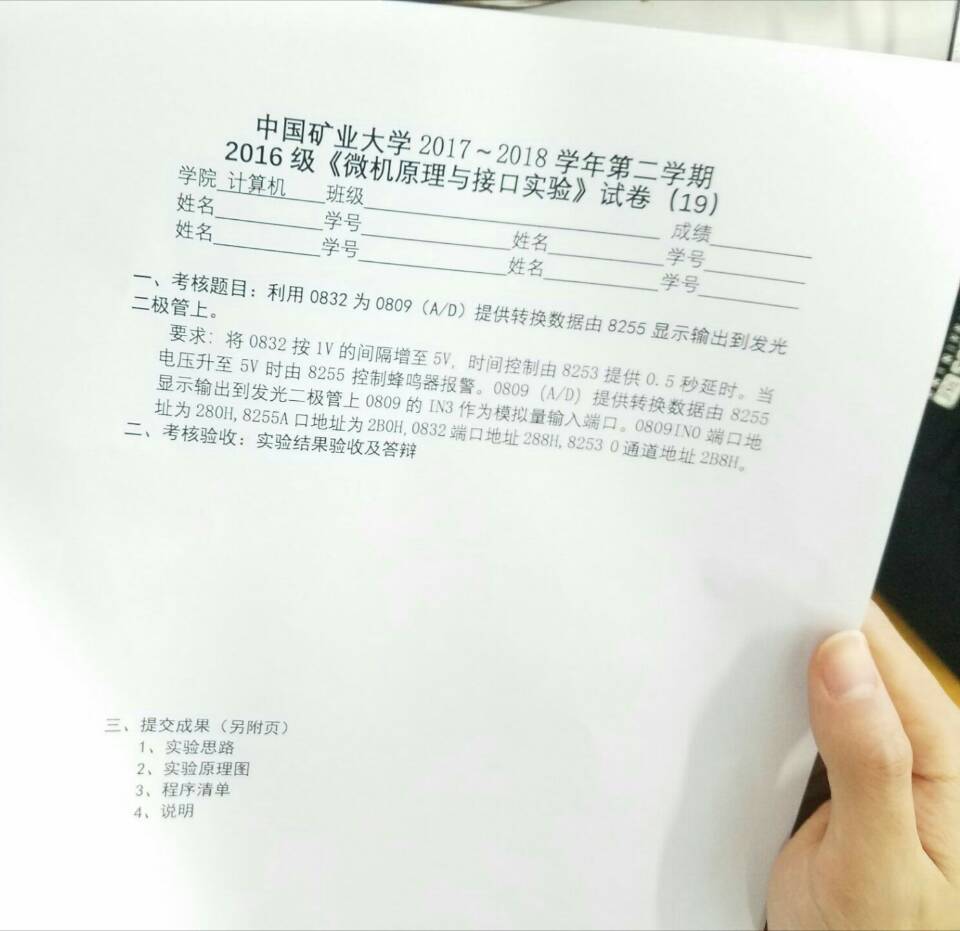 中国矿业大学 2017～2018 学年第二学期
2016 级《微机原理与接口实验》试卷（19）
学院 计算机 班级 成绩
姓名 学号 姓名 学号
姓名 学号 姓名 学号
一、考核题目：利用 0832 为 0809（A/D）提供转换数据由 8255 显示输出到发光
二极管上。
要求：将 0832 按 1V 的间隔增至 5V，时间控制由 8253 提供 0.5 秒延时。当
电压升至 5V 时由 8255 控制蜂鸣器报警。0809（A/D）提供转换数据由 8255
显示输出到发光二极管上 0809 的 IN3 作为模拟量输入端口。0809IN0 端口地
址为 280H, 8255A 口地址为 2B0H, 0832 端口地址 288H, 8253 0 通道地址 2B8H。
二、考核验收：实验结果验收及答辩
三、提交成果（另附页）
1、实验思路
2、实验原理图
3、程序清单
4、说明